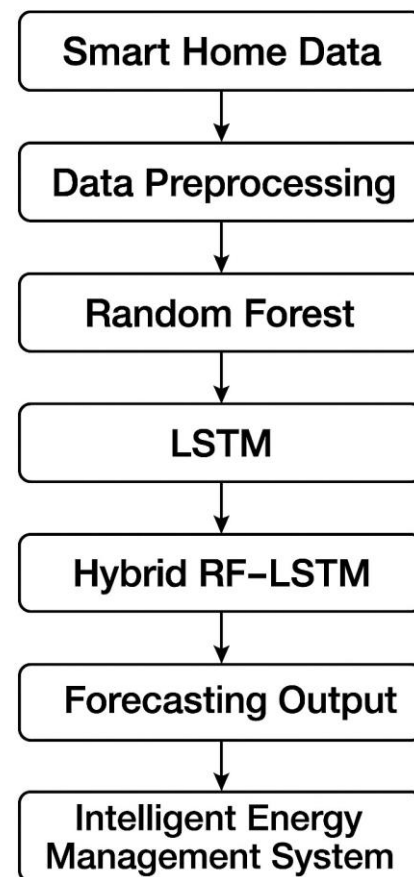 Smart Home Data
Data Preprocessing
Random Forest
LSTM
Hybrid RF–LSTM
Forecasting Output
Intelligent Energy
Management System